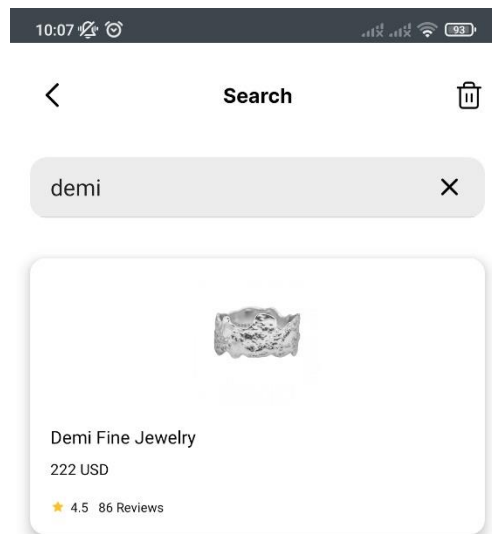 10:07
93
Search
demi
Demi Fine Jewelry
222 USD
4.5 86 Reviews